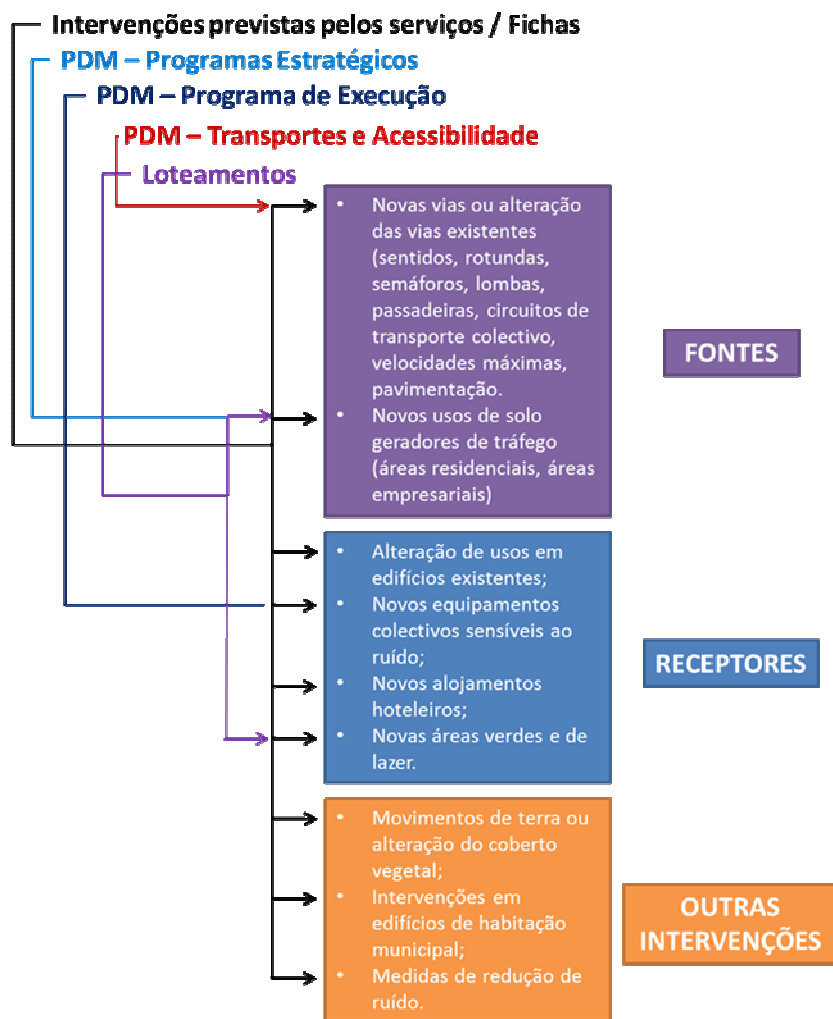 Intervenções previstas pelos serviços / Fichas
PDM – Programas Estratégicos
PDM – Programa de Execução
PDM – Transportes e Acessibilidade
Loteamentos
• Novas vias ou alteração
das vias existentes
(sentidos, rotundas,
semáforos, lombas,
passadeiras, circuitos de
transporte colectivo,
velocidades máximas,
pavimentação.
• Novos usos de solo
geradores de tráfego
(áreas residenciais, áreas
empresariais)
FONTES
• Alteração de usos em
edifícios existentes;
• Novos equipamentos
colectivos sensíveis ao
ruído;
• Novos alojamentos
hoteleiros;
• Novas áreas verdes e de
lazer.
RECEPTORES
• Movimentos de terra ou
alteração do coberto
vegetal;
• Intervenções em
edifícios de habitação
municipal;
• Medidas de redução de
ruído.
OUTRAS
INTERVENÇÕES